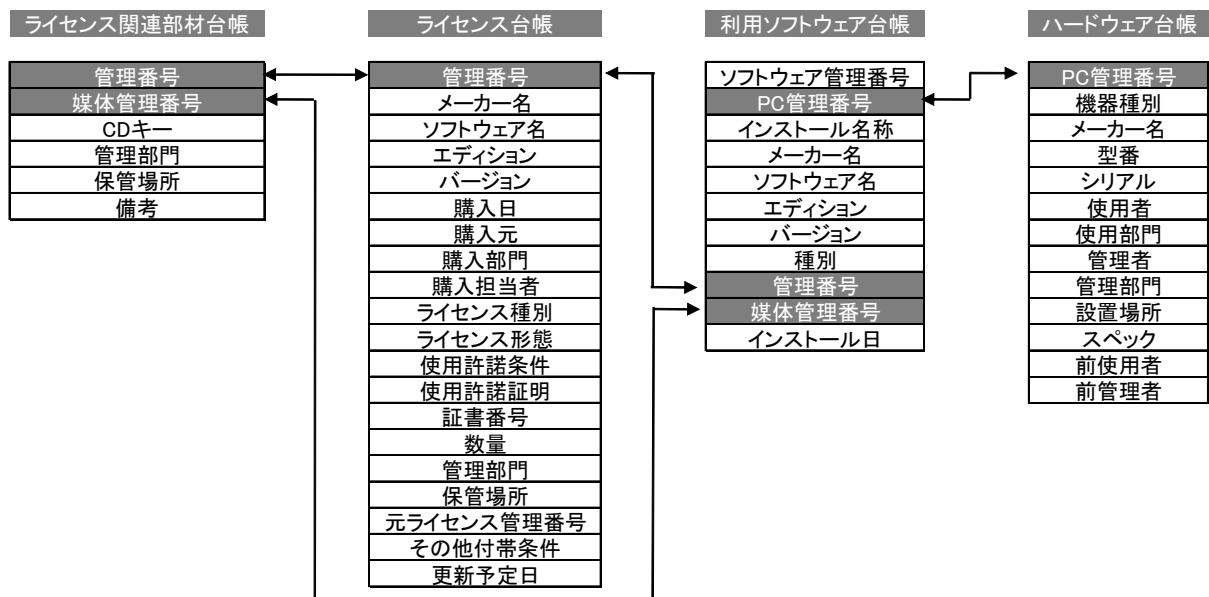 ライセンス関連部材台帳
管理番号
媒体管理番号
CDキー
管理部門
保管場所
備考
ライセンス台帳
管理番号
メーカー名
ソフトウェア名
エディション
バージョン
購入日
購入元
購入部門
購入担当者
ライセンス種別
ライセンス形態
使用許諾条件
使用許諾証明
証書番号
数量
管理部門
保管場所
元ライセンス管理番号
その他付帯条件
更新予定日
利用ソフトウェア台帳
ソフトウェア管理番号
PC管理番号
インストール名称
メーカー名
ソフトウェア名
エディション
バージョン
種別
管理番号
媒体管理番号
インストール日
ハードウェア台帳
PC管理番号
機器種別
メーカー名
型番
シリアル
使用者
使用部門
管理者
管理部門
設置場所
スペック
前使用者
前管理者